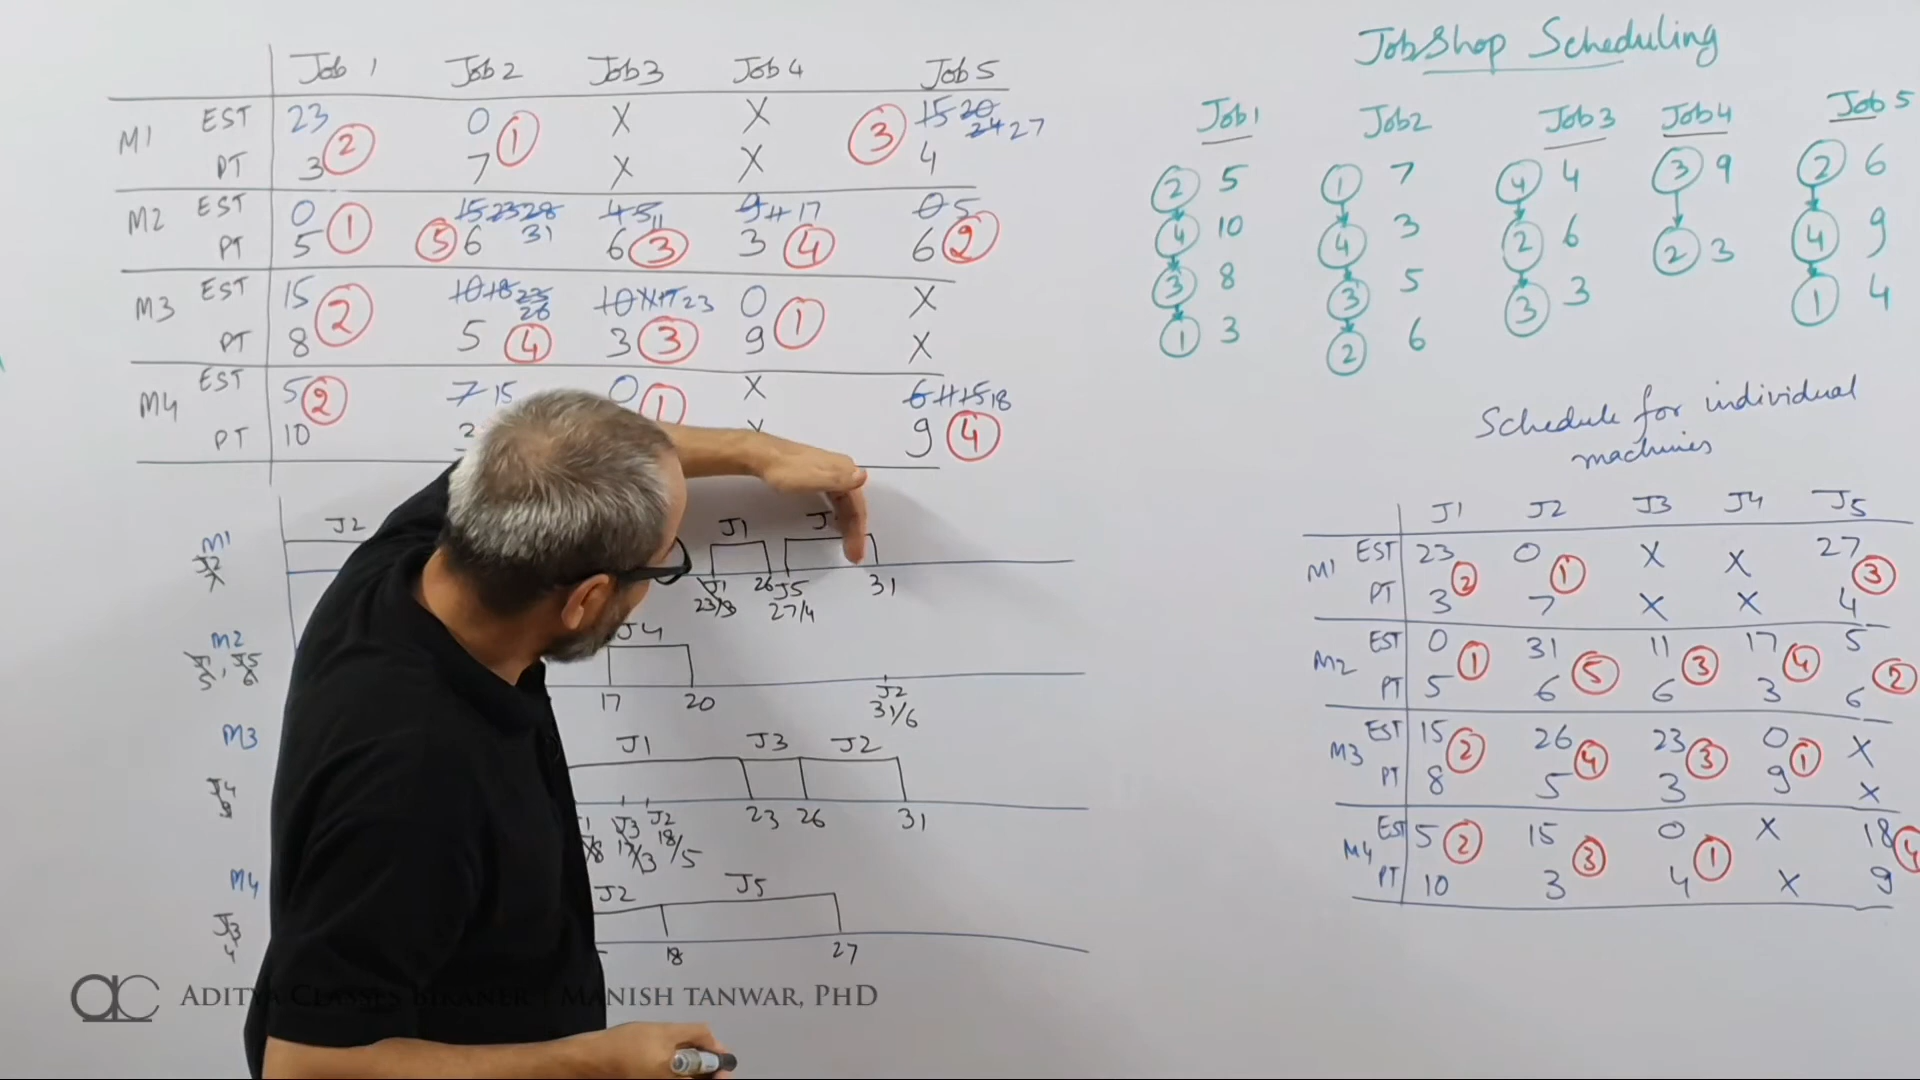 Job 1 Job 2 Job 3 Job 4 Job 5
M1 EST 23 0 X X 15 20 24 27
PT 3 2 7 1 X X 3 4
M2 EST 0 15 23 28 31 4 5 11 9 11 17 0 5
PT 5 1 5 6 6 3 3 4 6 2
M3 EST 15 10 18 23 26 10 11 17 23 0 X
PT 8 2 5 4 3 3 9 1 X
M4 EST 5 2 7 15 0 1 X 6 11 15 18
PT 10 9 4
M1 J2 J1
J2
7
J1 26 J5 31
23/3 27/4
M2 J4
J1 , J5
5 6
17 20 J2
31/6
M3 J1 J3 J2
J4
9
J3 J2 23 26 31
17/3 18/5
M4 J2 J5
J3
4
18 27
Job Shop Scheduling
Job1 Job2 Job3 Job4 Job5
2 5 1 7 4 4 3 9 2 6
4 10 4 3 2 6 2 3 4 9
3 8 3 5 3 3 1 4
1 3 2 6
Schedule for individual
machines
J1 J2 J3 J4 J5
M1 EST 23 0 X X 27
PT 3 2 7 1 X X 4 3
M2 EST 0 31 11 17 5
PT 5 1 6 5 6 3 3 4 6 2
M3 EST 15 26 23 0 X
PT 8 2 5 4 3 3 9 1 X
M4 EST 5 15 0 X 18
PT 10 2 3 3 4 1 X 9 4
ac ADITYA CLASSES BIKANER | MANISH TANWAR, PHD